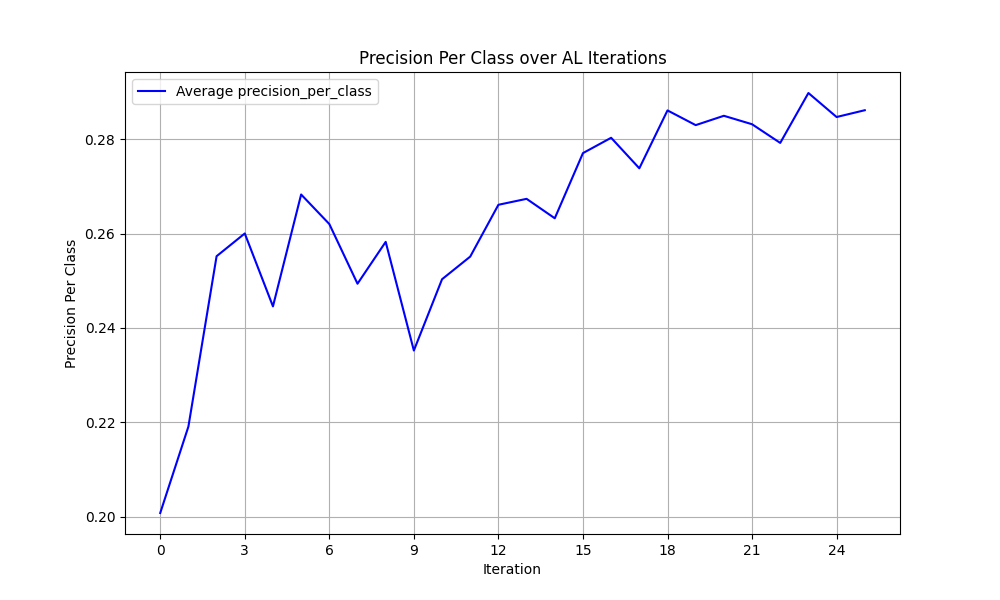 Precision Per Class over AL Iterations
Average precision_per_class
Precision Per Class
0.28
0.26
0.24
0.22
0.20
0 3 6 9 12 15 18 21 24
Iteration